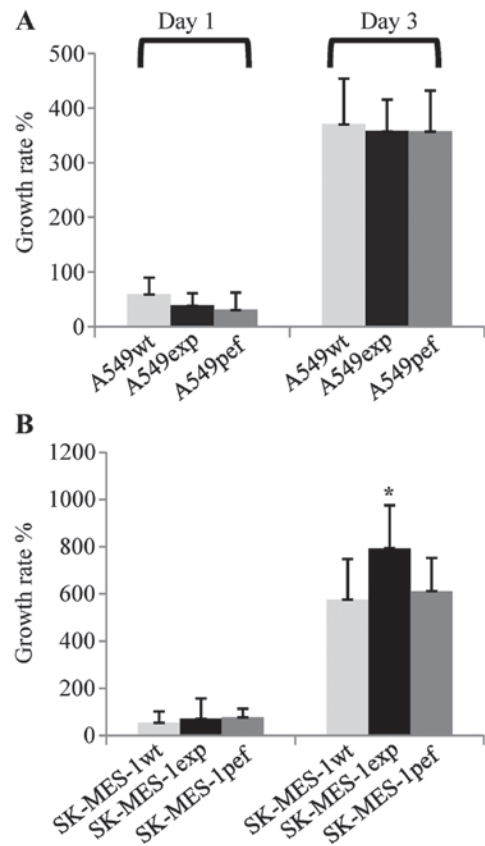 A
Day 1
Day 3
Growth rate %
500
400
300
200
100
0
A549wt
A549exp
A549pef
A549wt
A549exp
A549pef
B
Growth rate %
1200
1000
800
600
400
200
0
*
SK-MES-1wt
SK-MES-1exp
SK-MES-1pef
SK-MES-1wt
SK-MES-1exp
SK-MES-1pef